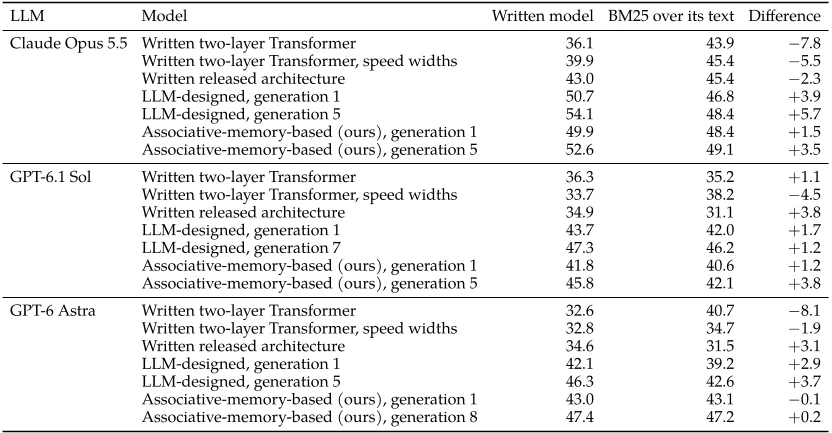 LLM Model Written model BM25 over its text Difference
Claude Opus 5.5 Written two-layer Transformer 36.1 43.9 −7.8
Written two-layer Transformer, speed widths 39.9 45.4 −5.5
Written released architecture 43.0 45.4 −2.3
LLM-designed, generation 1 50.7 46.8 +3.9
LLM-designed, generation 5 54.1 48.4 +5.7
Associative-memory-based (ours), generation 1 49.9 48.4 +1.5
Associative-memory-based (ours), generation 5 52.6 49.1 +3.5
GPT-6.1 Sol Written two-layer Transformer 36.3 35.2 +1.1
Written two-layer Transformer, speed widths 33.7 38.2 −4.5
Written released architecture 34.9 31.1 +3.8
LLM-designed, generation 1 43.7 42.0 +1.7
LLM-designed, generation 7 47.3 46.2 +1.2
Associative-memory-based (ours), generation 1 41.8 40.6 +1.2
Associative-memory-based (ours), generation 5 45.8 42.1 +3.8
GPT-6 Astra Written two-layer Transformer 32.6 40.7 −8.1
Written two-layer Transformer, speed widths 32.8 34.7 −1.9
Written released architecture 34.6 31.5 +3.1
LLM-designed, generation 1 42.1 39.2 +2.9
LLM-designed, generation 5 46.3 42.6 +3.7
Associative-memory-based (ours), generation 1 43.0 43.1 −0.1
Associative-memory-based (ours), generation 8 47.4 47.2 +0.2